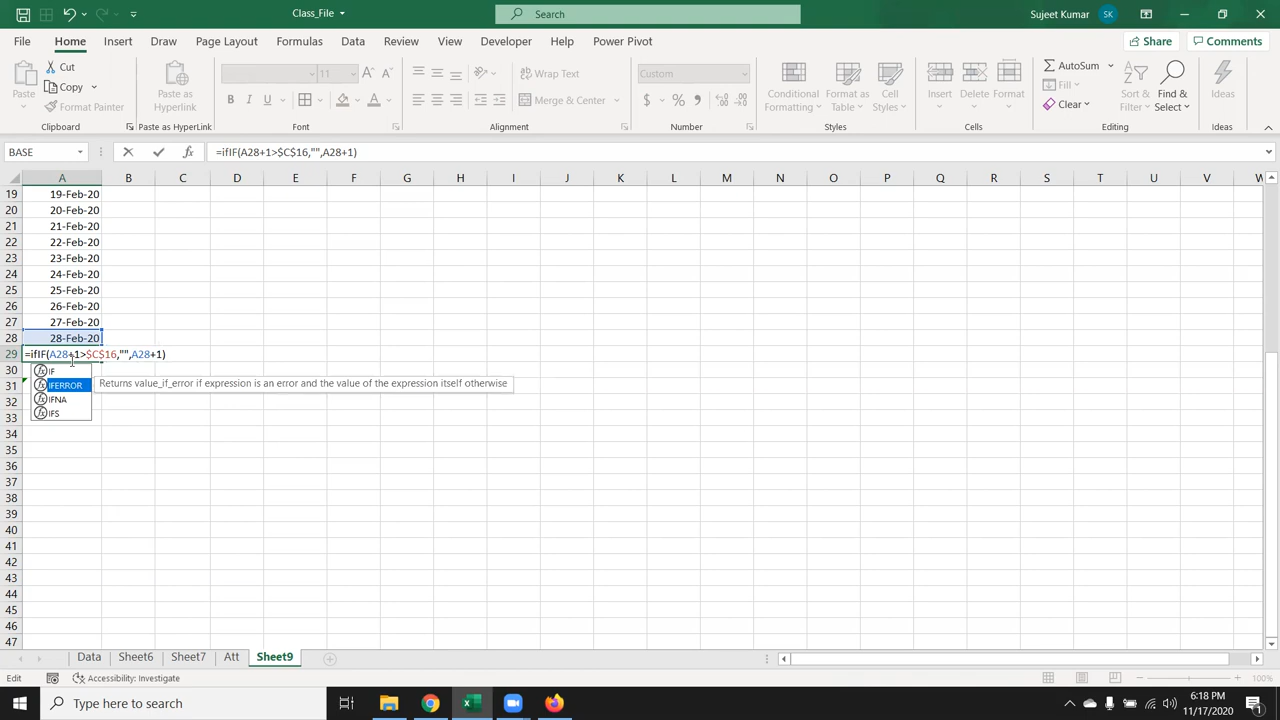 Class_File
Search
Sujeet Kumar
SK
File
Home
Insert
Draw
Page Layout
Formulas
Data
Review
View
Developer
Help
Power Pivot
Share
Comments
Paste
Cut
Copy
Format Painter
Clipboard
Paste as
Hyperlink
Paste as HyperLink
11
B I U
Font
Wrap Text
Merge & Center
Alignment
Custom
$ % ,
Number
Conditional
Formatting
Format as
Table
Cell
Styles
Styles
Insert
Delete
Format
Cells
AutoSum
Fill
Clear
Sort &
Filter
Find &
Select
Editing
Ideas
Ideas
BASE
fx
=ifIF(A28+1>$C$16,"",A28+1)
A B C D E F G H I J K L M N O P Q R S T U V W
19 19-Feb-20
20 20-Feb-20
21 21-Feb-20
22 22-Feb-20
23 23-Feb-20
24 24-Feb-20
25 25-Feb-20
26 26-Feb-20
27 27-Feb-20
28 28-Feb-20
29 =ifIF(A28+1>$C$16,"",A28+1)
30 IF
31 IFERROR Returns value_if_error if expression is an error and the value of the expression itself otherwise
32 IFNA
33 IFS
34
35
36
37
38
39
40
41
42
43
44
45
46
47
Data
Sheet6
Sheet7
Att
Sheet9
Edit
Accessibility: Investigate
100%
Type here to search
6:18 PM
11/17/2020